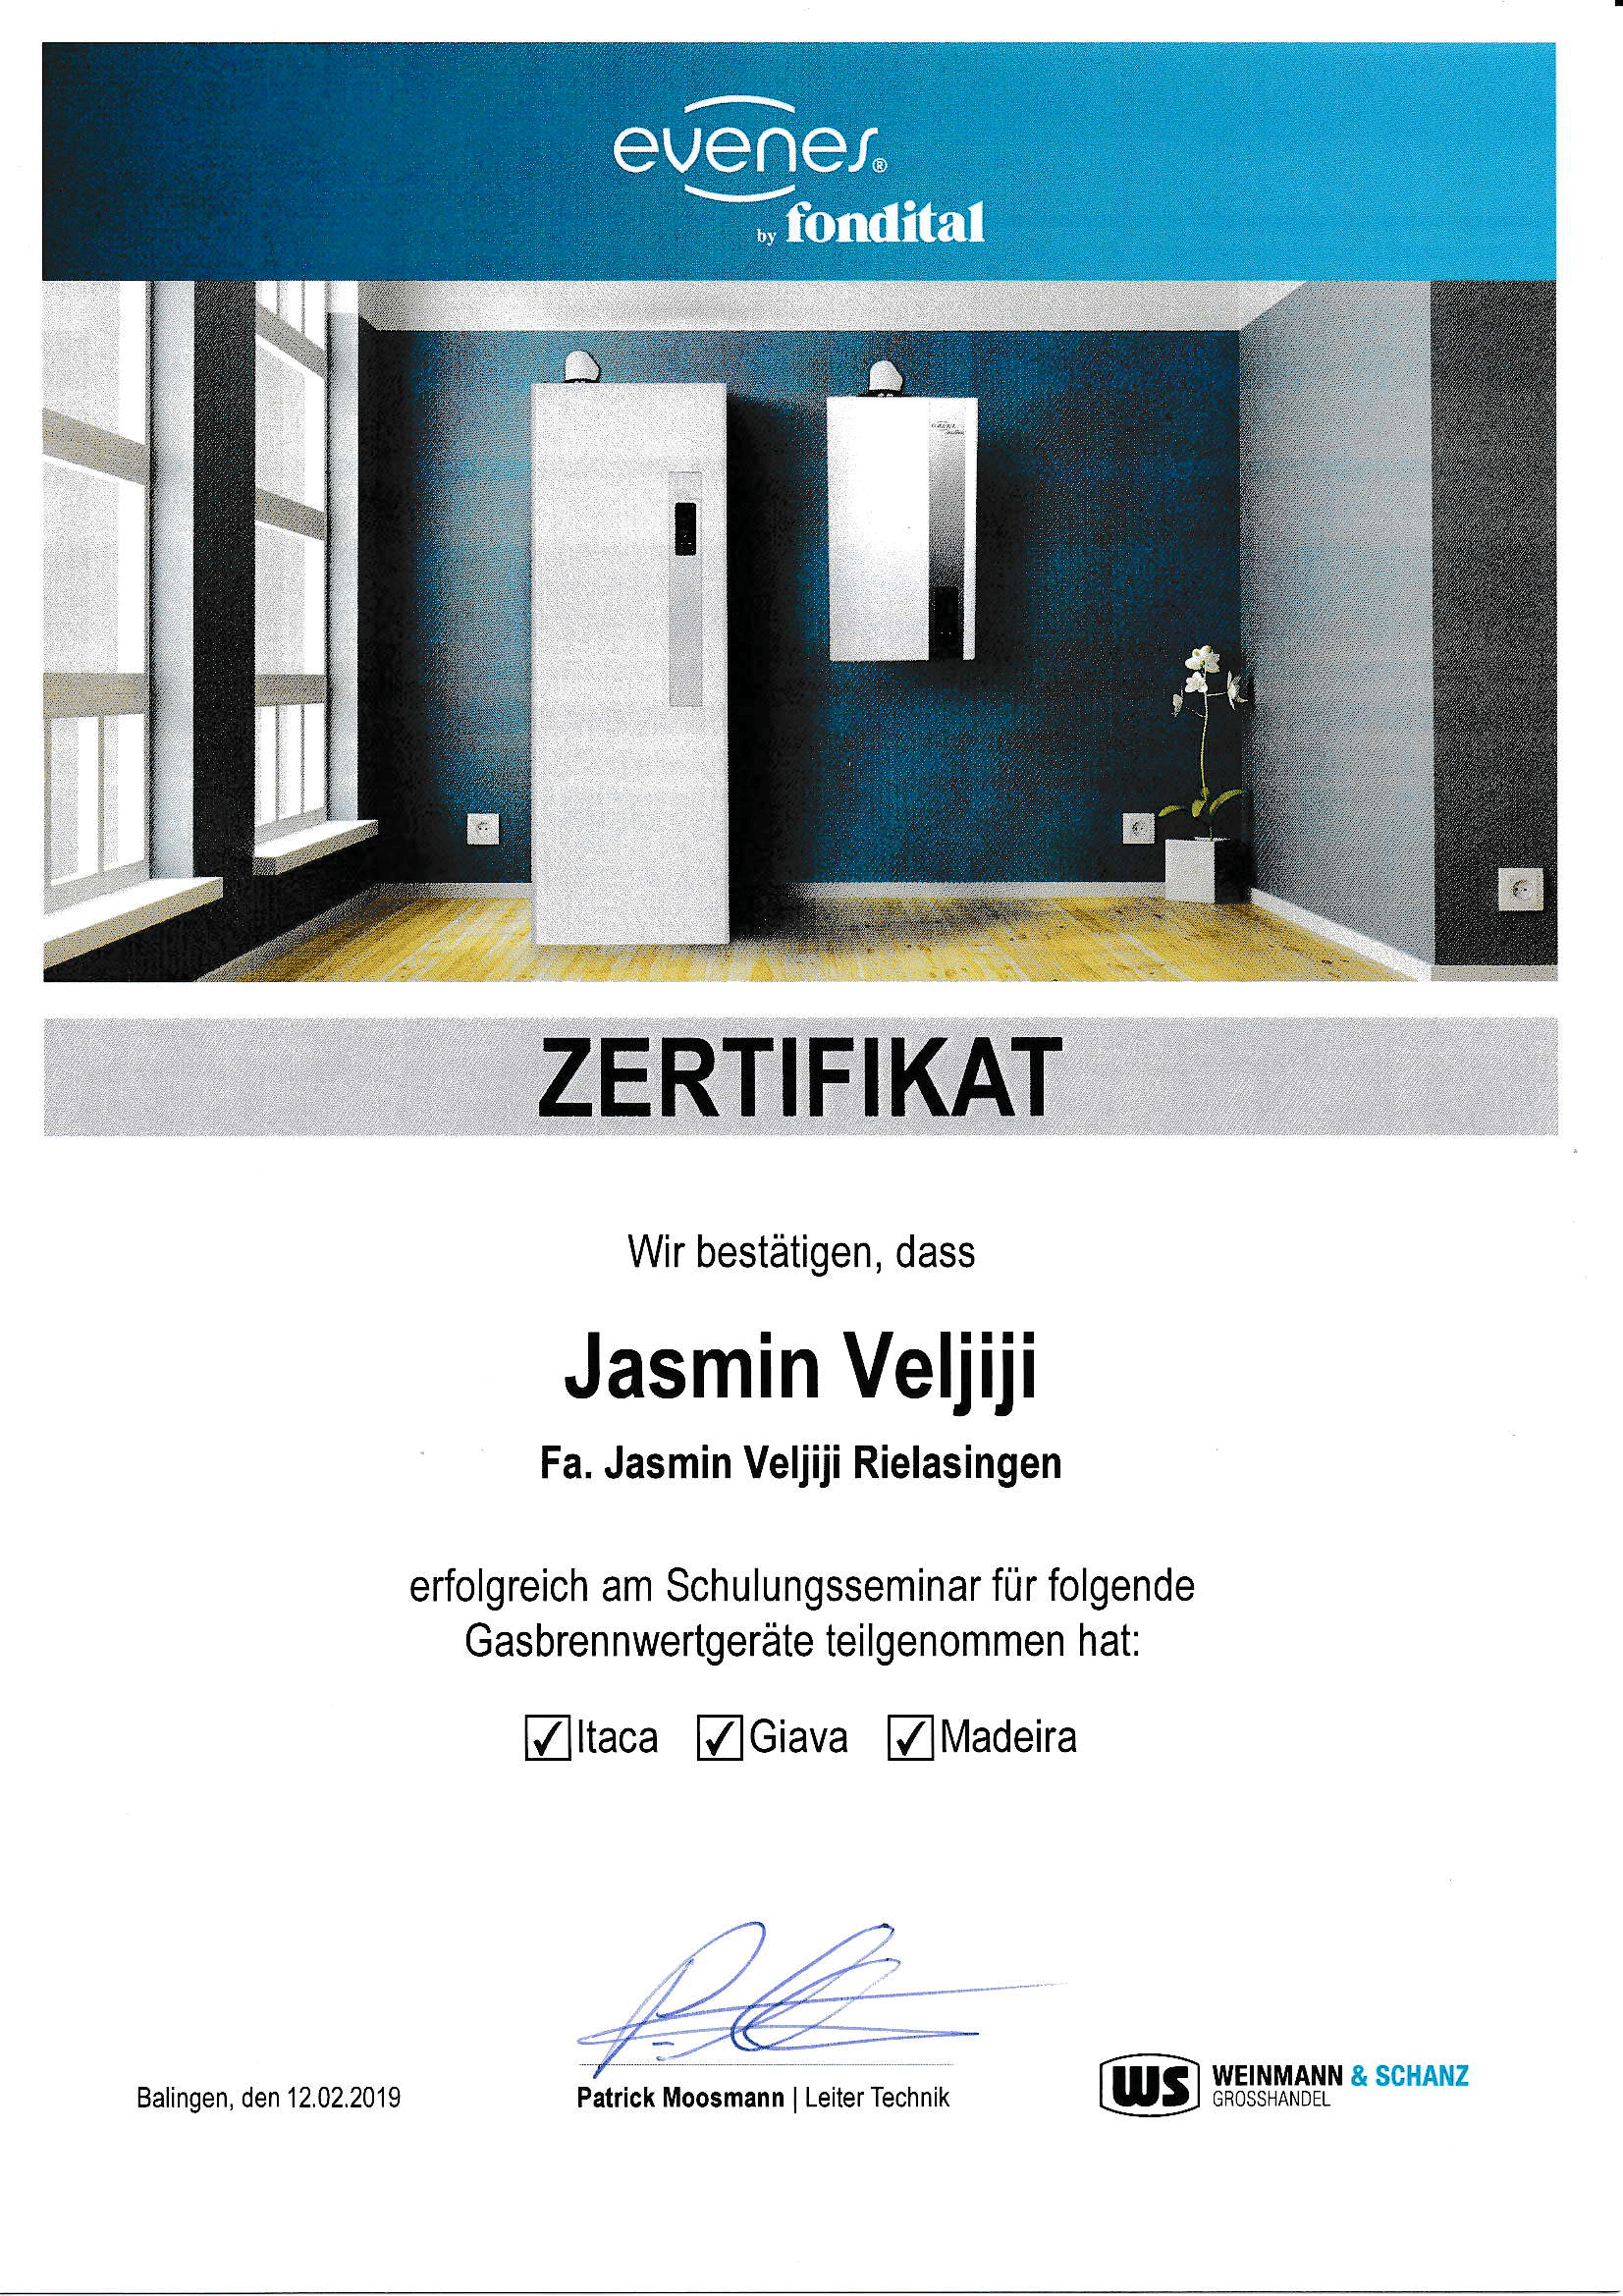 evenes®
by fondital
ZERTIFIKAT
Wir bestätigen, dass
Jasmin Veljiji
Fa. Jasmin Veljiji Rielasingen
erfolgreich am Schulungsseminar für folgende
Gasbrennwertgeräte teilgenommen hat:
☑Itaca ☑Giava ☑Madeira
Balingen, den 12.02.2019
Patrick Moosmann | Leiter Technik
WS WEINMANN & SCHANZ
GROSSHANDEL